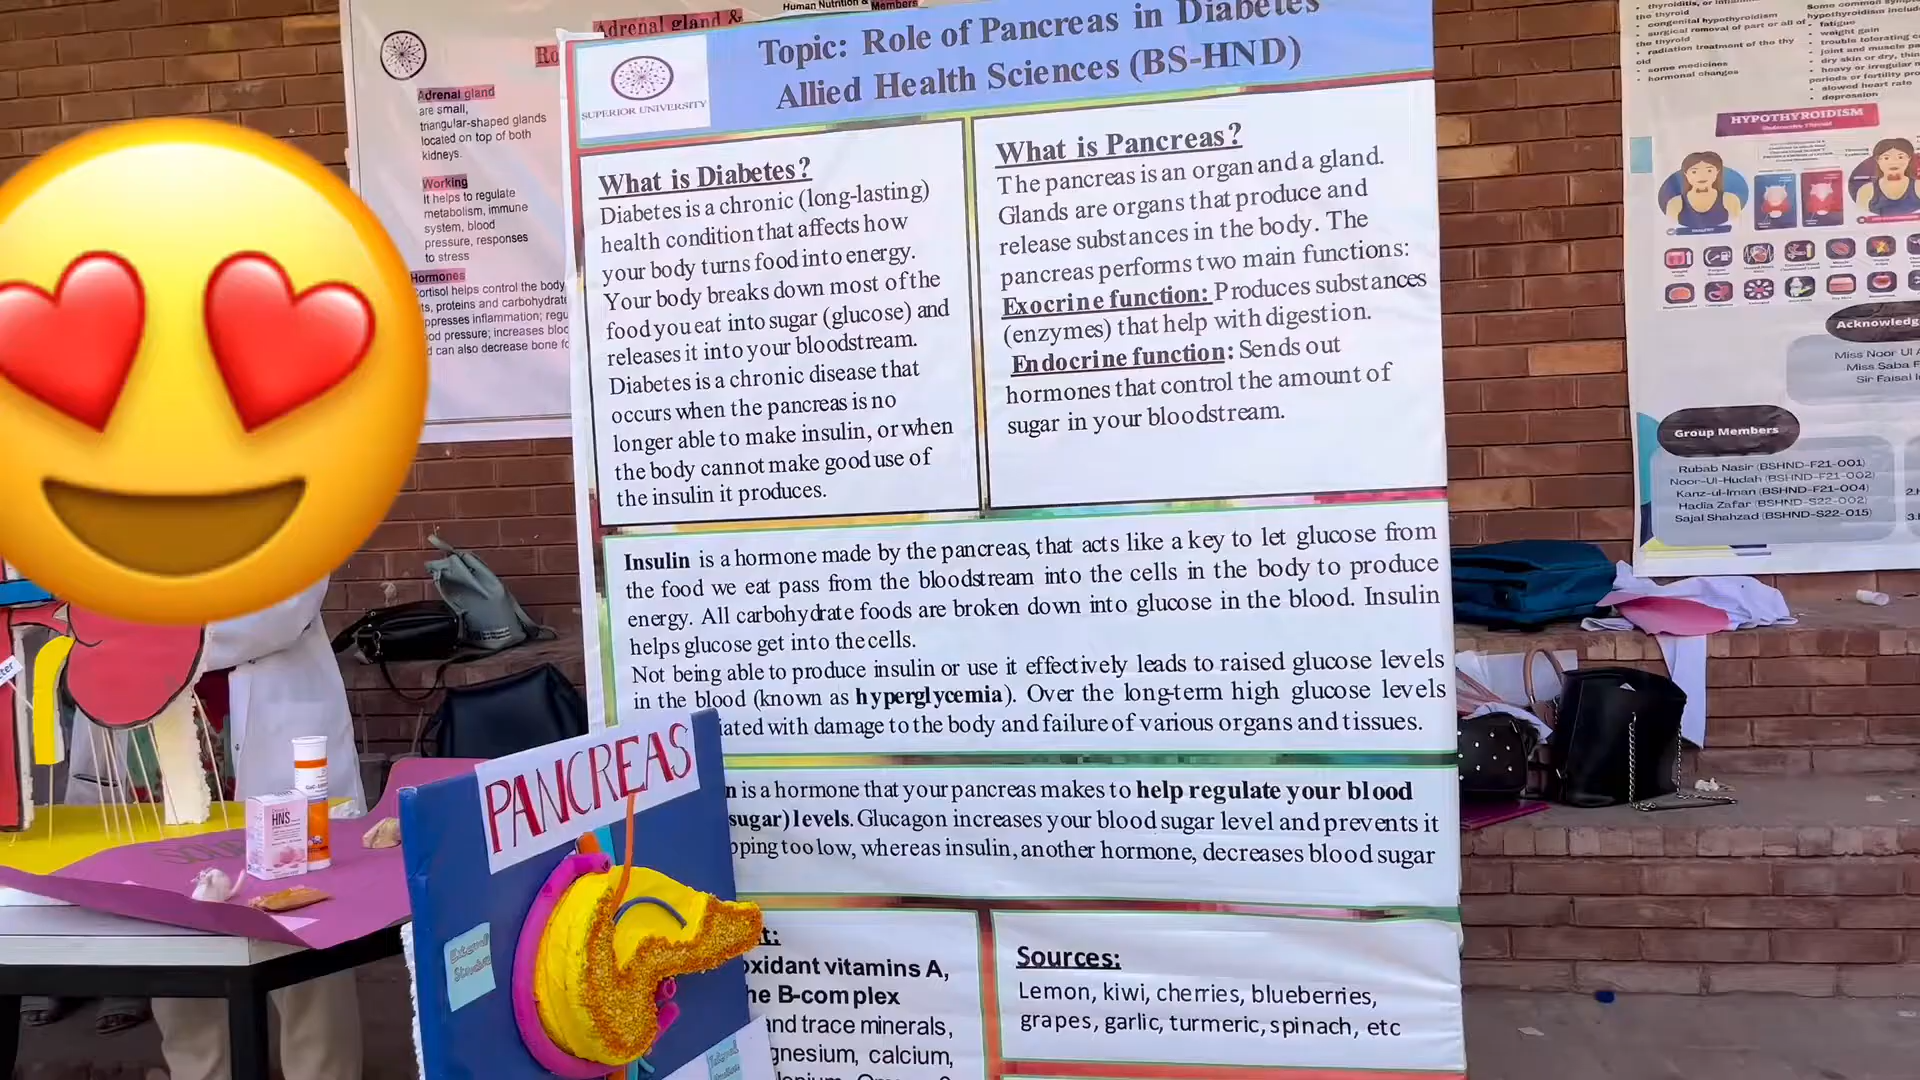 Human Nutrition &
Members
Adrenal gland &
Ro
Adrenal gland
are small,
triangular-shaped glands
located on top of both
kidneys.
Working
It helps to regulate
metabolism, immune
system, blood
pressure, responses
to stress
Hormones
Cortisol helps control the body
ts, proteins and carbohydrate
ppresses inflammation; regu
od pressure; increases bloc
d can also decrease bone fo
SUPERIOR UNIVERSITY
Topic: Role of Pancreas in Diabetes
Allied Health Sciences (BS-HND)
What is Diabetes?
Diabetes is a chronic (long-lasting)
health condition that affects how
your body turns food into energy.
Your body breaks down most of the
food you eat into sugar (glucose) and
releases it into your bloodstream.
Diabetes is a chronic disease that
occurs when the pancreas is no
longer able to make insulin, or when
the body cannot make good use of
the insulin it produces.
What is Pancreas?
The pancreas is an organ and a gland.
Glands are organs that produce and
release substances in the body. The
pancreas performs two main functions:
Exocrine function: Produces substances
(enzymes) that help with digestion.
Endocrine function: Sends out
hormones that control the amount of
sugar in your bloodstream.
Insulin is a hormone made by the pancreas, that acts like a key to let glucose from
the food we eat pass from the bloodstream into the cells in the body to produce
energy. All carbohydrate foods are broken down into glucose in the blood. Insulin
helps glucose get into the cells.
Not being able to produce insulin or use it effectively leads to raised glucose levels
in the blood (known as hyperglycemia). Over the long-term high glucose levels
iated with damage to the body and failure of various organs and tissues.
n is a hormone that your pancreas makes to help regulate your blood
sugar) levels. Glucagon increases your blood sugar level and prevents it
pping too low, whereas insulin, another hormone, decreases blood sugar
t:
oxidant vitamins A,
he B-complex
and trace minerals,
gnesium, calcium,
Sources:
Lemon, kiwi, cherries, blueberries,
grapes, garlic, turmeric, spinach, etc
PANCREAS
External
Structure
HNS
thyroiditis, or
the thyroid
• congenital hypothyroidism
• surgical removal of part or all of
the thyroid
• radiation treatment of the thy
old
• some medicines
• hormonal changes
Some common
hypothyroidism include
• fatigue
• weight gain
• trouble tolerating
• joint and muscle
• dry skin or dry,
• heavy or irregular
periods or fertility
• slowed heart rate
• depression
HYPOTHYROIDISM
Acknowledg
Miss Noor Ul
Miss Saba F
Sir Faisal
Group Members
Rubab Nasir (BSHND-F21-001)
Noor-Ul-Hudah (BSHND-F21-002)
Kanz-ul-Iman (BSHND-F21-004)
Hadia Zafar (BSHND-S22-002)
Sajal Shahzad (BSHND-S22-015)